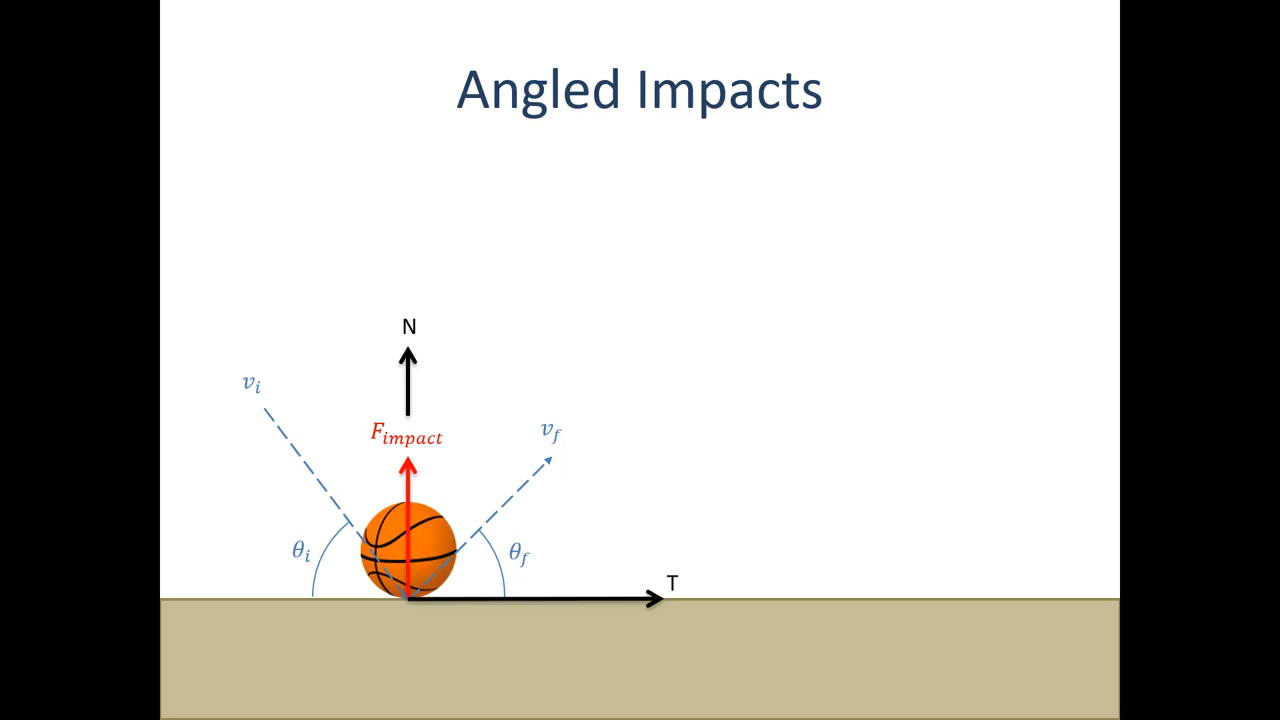 Angled Impacts
N
v_i
F_impact
v_f
θ_i
θ_f
T